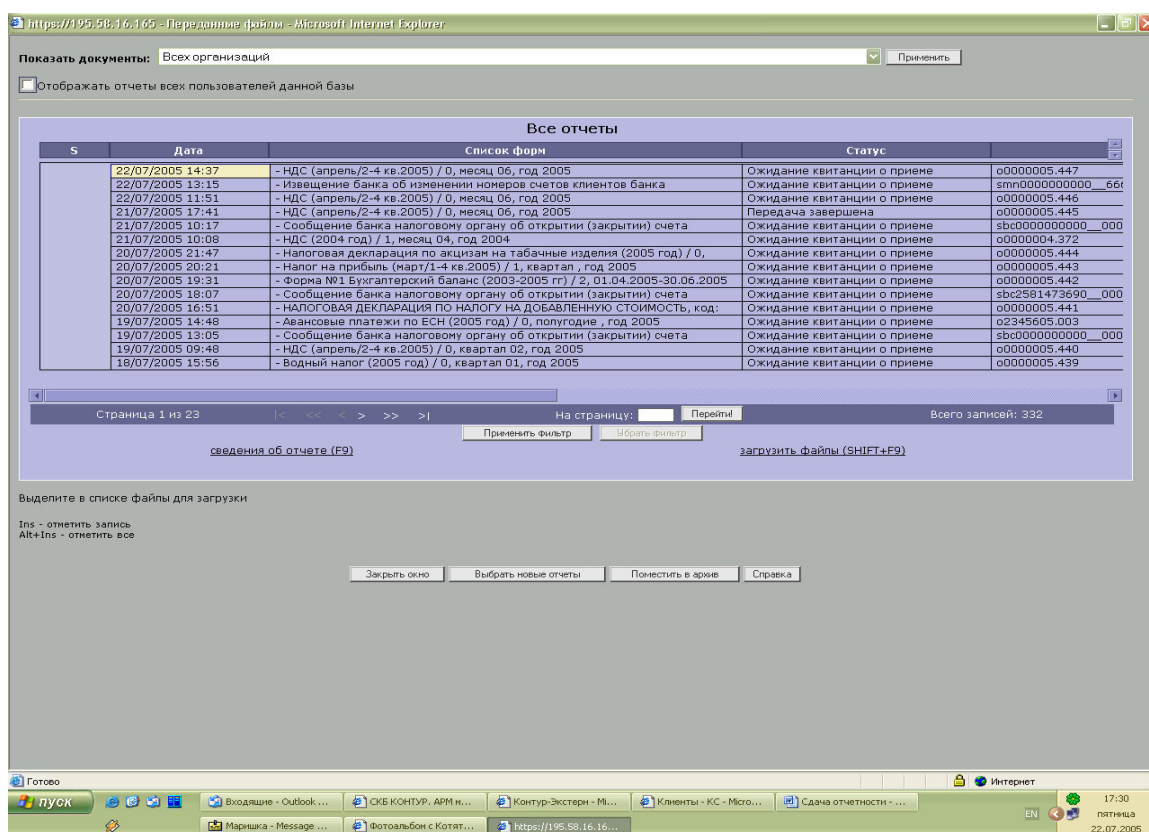 https://195.58.16.165 - Переданные файлы - Microsoft Internet Explorer
Показать документы: Всех организаций Применить
Отображать отчеты всех пользователей данной базы
Все отчеты
S Дата Список форм Статус
22/07/2005 14:37 - НДС (апрель/2-4 кв.2005) / 0, месяц 06, год 2005 Ожидание квитанции о приеме o0000005.447
22/07/2005 13:15 - Извещение банка об изменении номеров счетов клиентов банка Ожидание квитанции о приеме smn0000000000__666
22/07/2005 11:51 - НДС (апрель/2-4 кв.2005) / 0, месяц 06, год 2005 Ожидание квитанции о приеме o0000005.446
21/07/2005 17:41 - НДС (апрель/2-4 кв.2005) / 0, месяц 06, год 2005 Передача завершена o0000005.445
21/07/2005 10:17 - Сообщение банка налоговому органу об открытии (закрытии) счета Ожидание квитанции о приеме sbc0000000000__000
21/07/2005 10:08 - НДС (2004 год) / 1, месяц 04, год 2004 Ожидание квитанции о приеме o0000004.372
20/07/2005 21:47 - Налоговая декларация по акцизам на табачные изделия (2005 год) / 0, Ожидание квитанции о приеме o0000005.444
20/07/2005 20:21 - Налог на прибыль (март/1-4 кв.2005) / 1, квартал , год 2005 Ожидание квитанции о приеме o0000005.443
20/07/2005 19:31 - Форма №1 Бухгалтерский баланс (2003-2005 гг) / 2, 01.04.2005-30.06.2005 Ожидание квитанции о приеме o0000005.442
20/07/2005 18:07 - Сообщение банка налоговому органу об открытии (закрытии) счета Ожидание квитанции о приеме sbc2581473690__000
20/07/2005 16:51 - НАЛОГОВАЯ ДЕКЛАРАЦИЯ ПО НАЛОГУ НА ДОБАВЛЕННУЮ СТОИМОСТЬ, код: Ожидание квитанции о приеме o0000005.441
19/07/2005 14:48 - Авансовые платежи по ЕСН (2005 год) / 0, полугодие , год 2005 Ожидание квитанции о приеме o2345605.003
19/07/2005 13:05 - Сообщение банка налоговому органу об открытии (закрытии) счета Ожидание квитанции о приеме sbc0000000000__000
19/07/2005 09:48 - НДС (апрель/2-4 кв.2005) / 0, квартал 02, год 2005 Ожидание квитанции о приеме o0000005.440
18/07/2005 15:56 - Водный налог (2005 год) / 0, квартал 01, год 2005 Ожидание квитанции о приеме o0000005.439
Страница 1 из 23 |< << < > >> >| На страницу: Перейти! Всего записей: 332
Применить фильтр Убрать фильтр
сведения об отчете (F9) загрузить файлы (SHIFT+F9)
Выделите в списке файлы для загрузки
Ins - отметить запись
Alt+Ins - отметить все
Закрыть окно Выбрать новые отчеты Поместить в архив Справка
Готово Интернет
пуск Входящие - Outlook ... СКБ КОНТУР. АРМ н... Контур-Экстерн - Mi... Клиенты - КС - Micro... Сдача отчетности - ... EN 17:30
пятница
Маришка - Message ... Фотоальбом с Котят... https://195.58.16.16... 22.07.2005